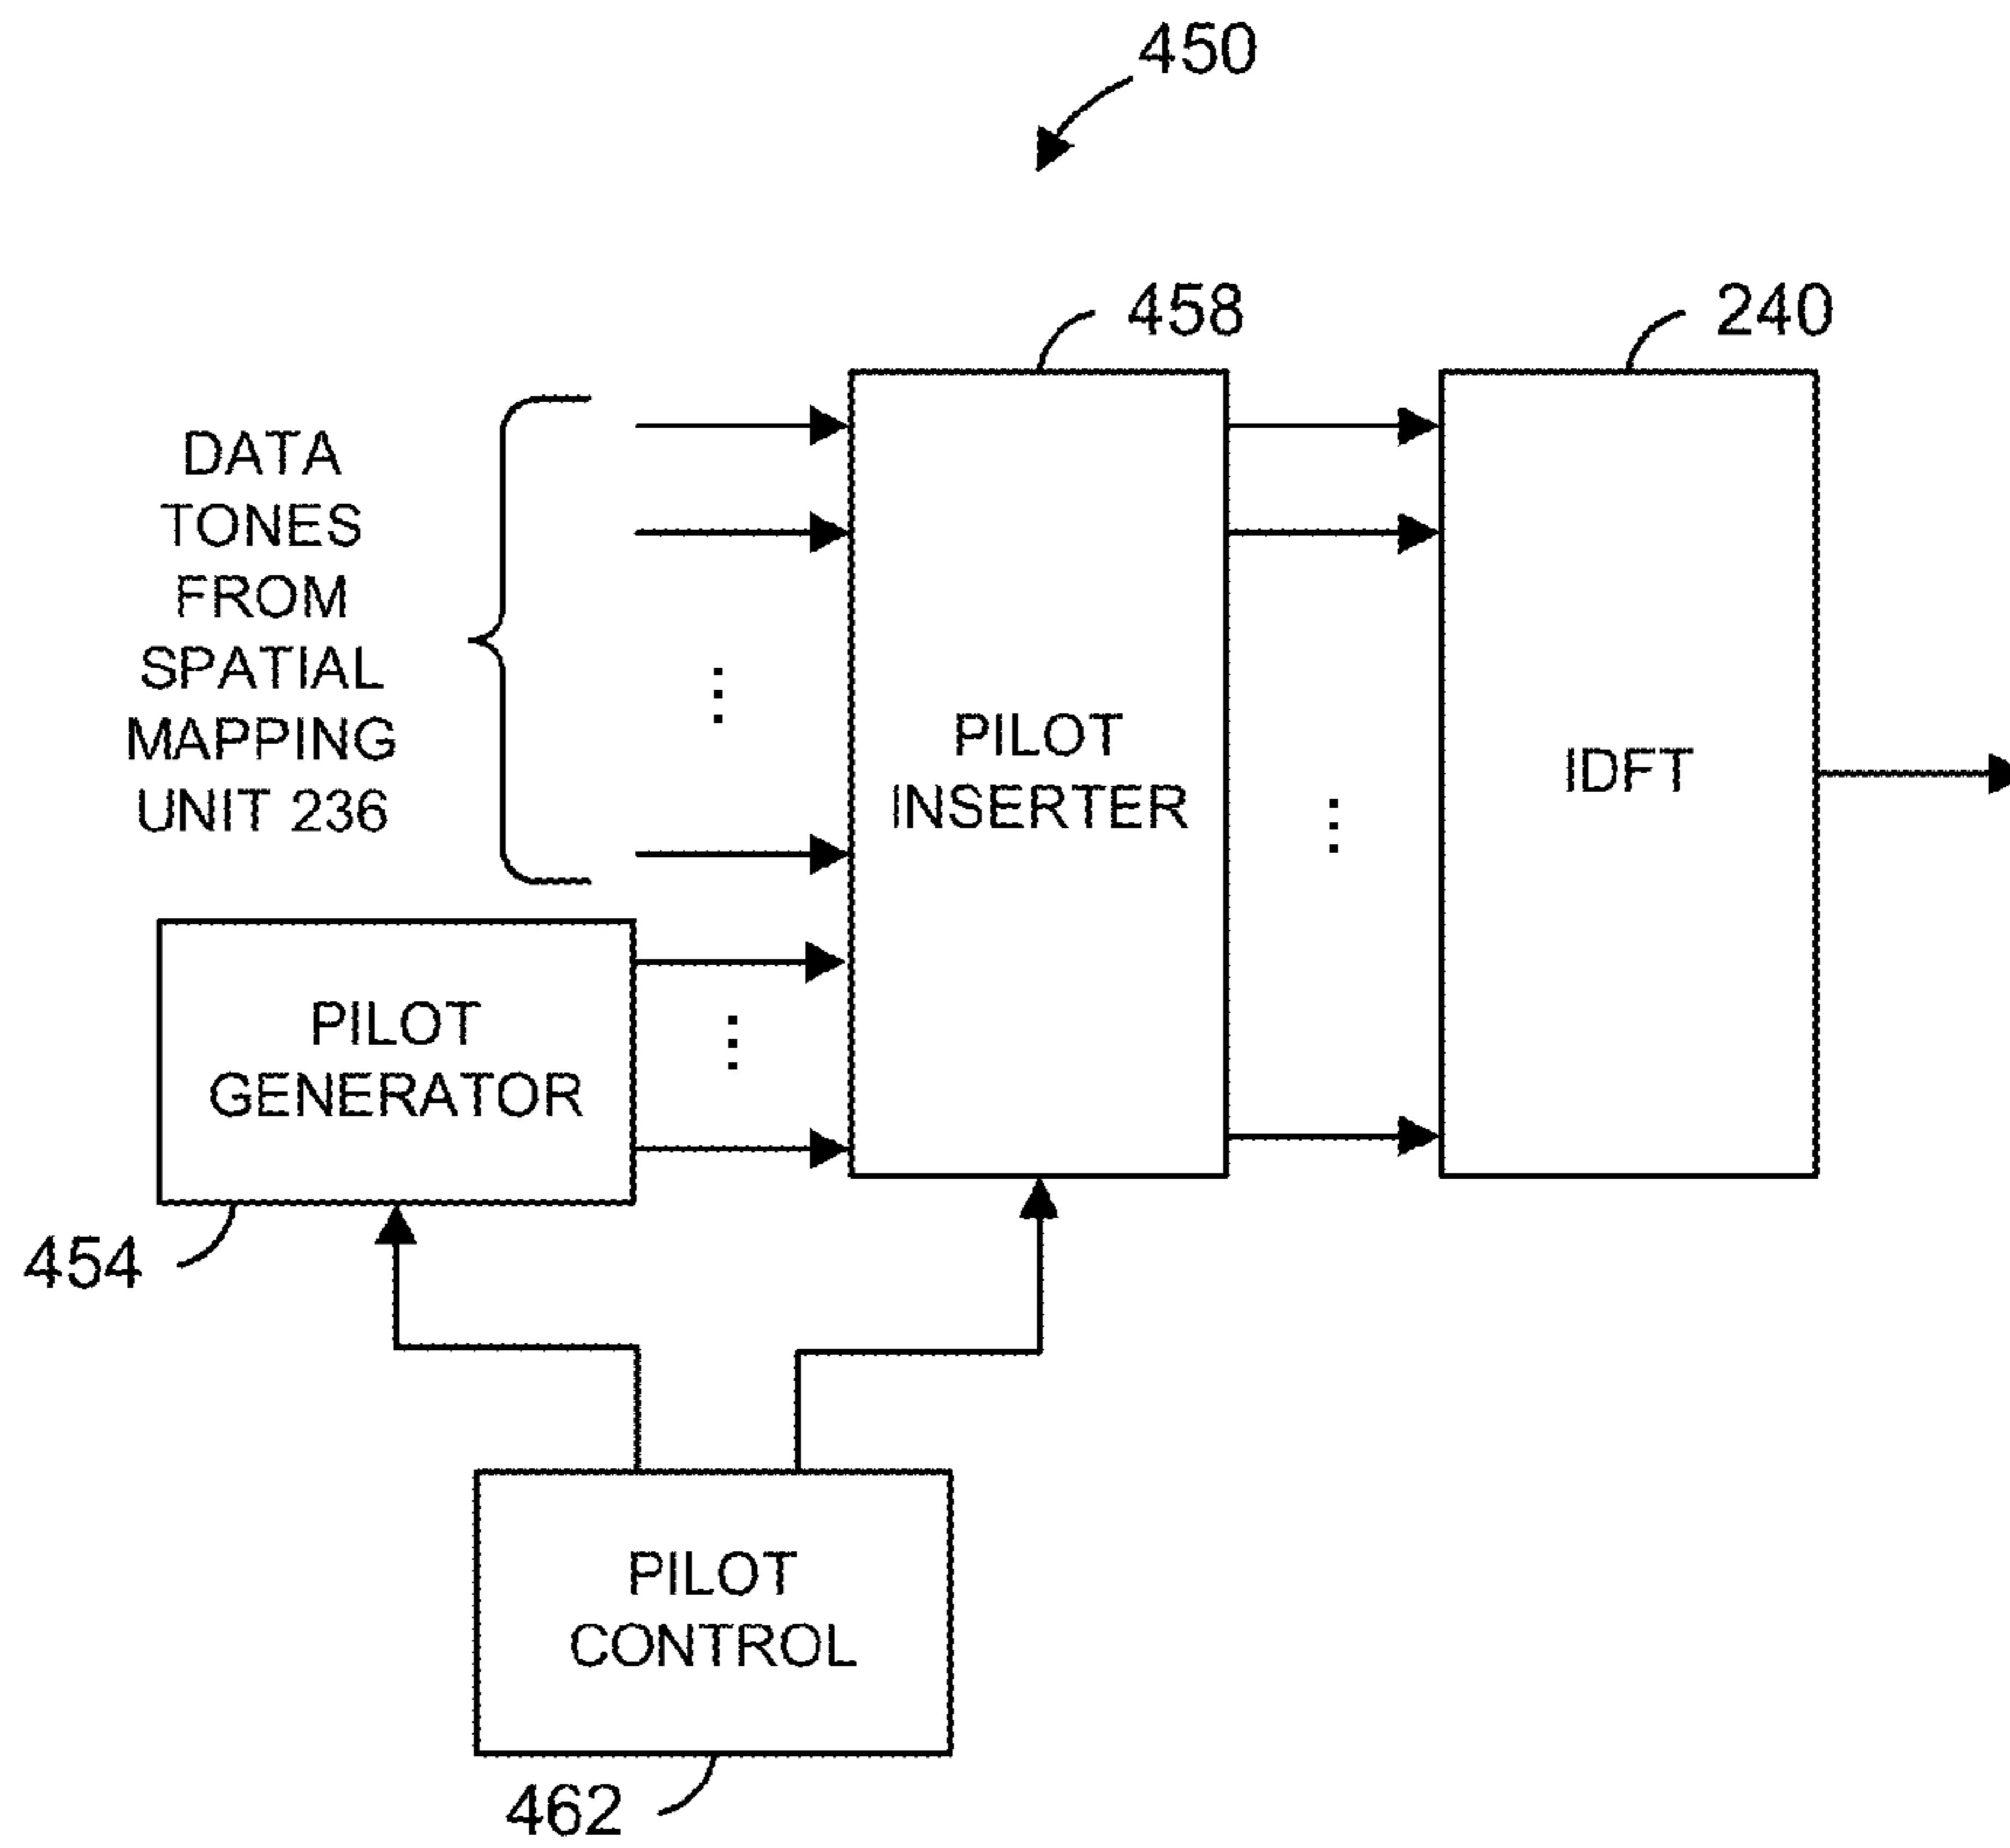 450
458
240
DATA
TONES
FROM
SPATIAL
MAPPING
UNIT 236
PILOT
INSERTER
IDFT
PILOT
GENERATOR
454
PILOT
CONTROL
462